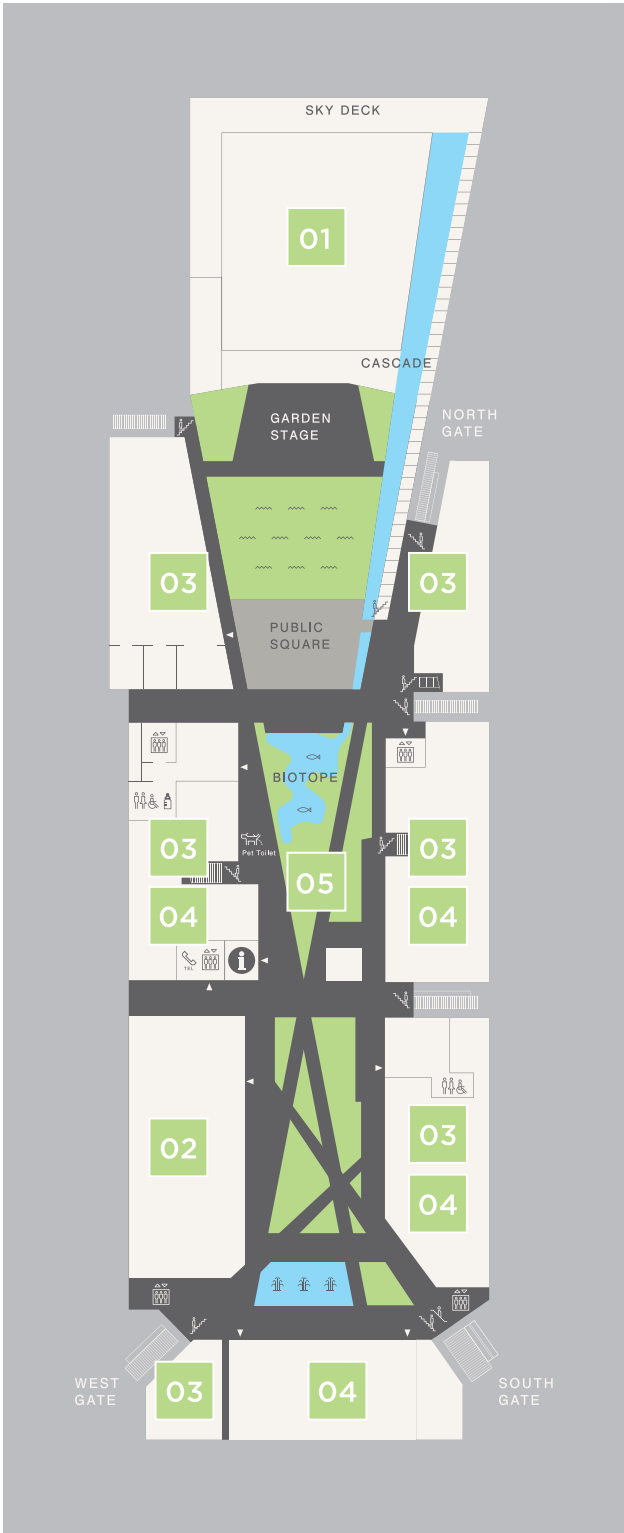 SKY DECK
01
CASCADE
GARDEN
STAGE
NORTH
GATE
03
03
PUBLIC
SQUARE
BIOTOPE
Pet Toilet
03
03
05
04
04
TEL
i
03
02
04
WEST
GATE
03
04
SOUTH
GATE